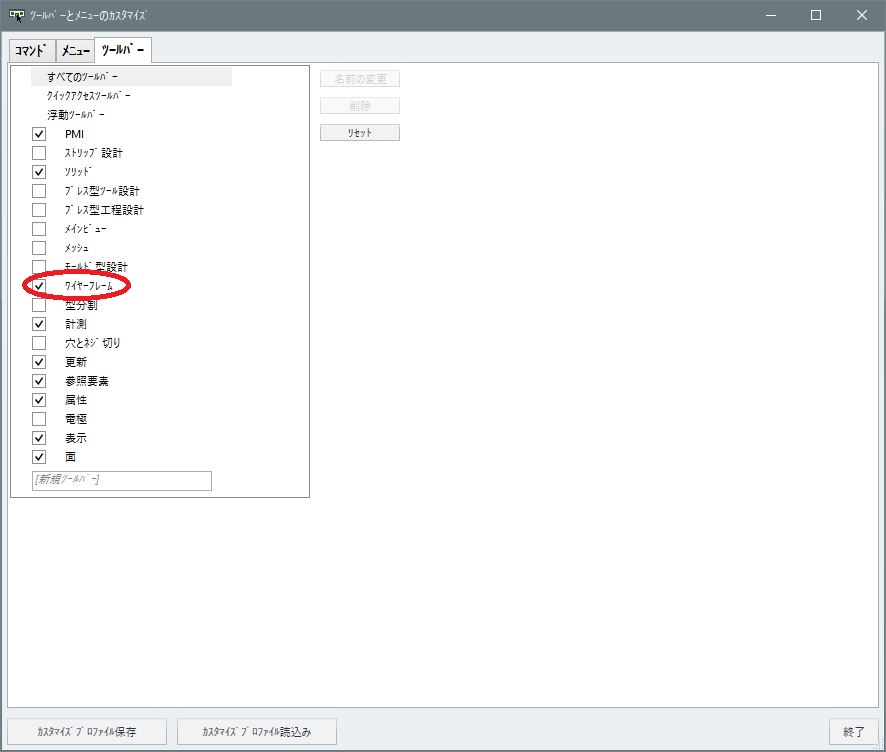 ﾂｰﾙﾊﾞｰとﾒﾆｭｰのｶｽﾀﾏｲｽﾞ
ｺﾏﾝﾄﾞ ﾒﾆｭｰ ﾂｰﾙﾊﾞｰ
すべてのﾂｰﾙﾊﾞｰ
ｸｲｯｸｱｸｾｽﾂｰﾙﾊﾞｰ
浮動ﾂｰﾙﾊﾞｰ
PMI
ｽﾄﾘｯﾌﾟ設計
ｿﾘｯﾄﾞ
ﾌﾟﾚｽ型ﾂｰﾙ設計
ﾌﾟﾚｽ型工程設計
ﾒｲﾝﾋﾞｭｰ
ﾒｯｼｭ
ﾓｰﾙﾄﾞ型設計
ﾜｲﾔｰﾌﾚｰﾑ
型分割
計測
穴とﾈｼﾞ切り
更新
参照要素
属性
電極
表示
面
[新規ﾂｰﾙﾊﾞｰ]
名前の変更
削除
ﾘｾｯﾄ
ｶｽﾀﾏｲｽﾞﾌﾟﾛﾌｧｲﾙ保存 ｶｽﾀﾏｲｽﾞﾌﾟﾛﾌｧｲﾙ読込み 終了